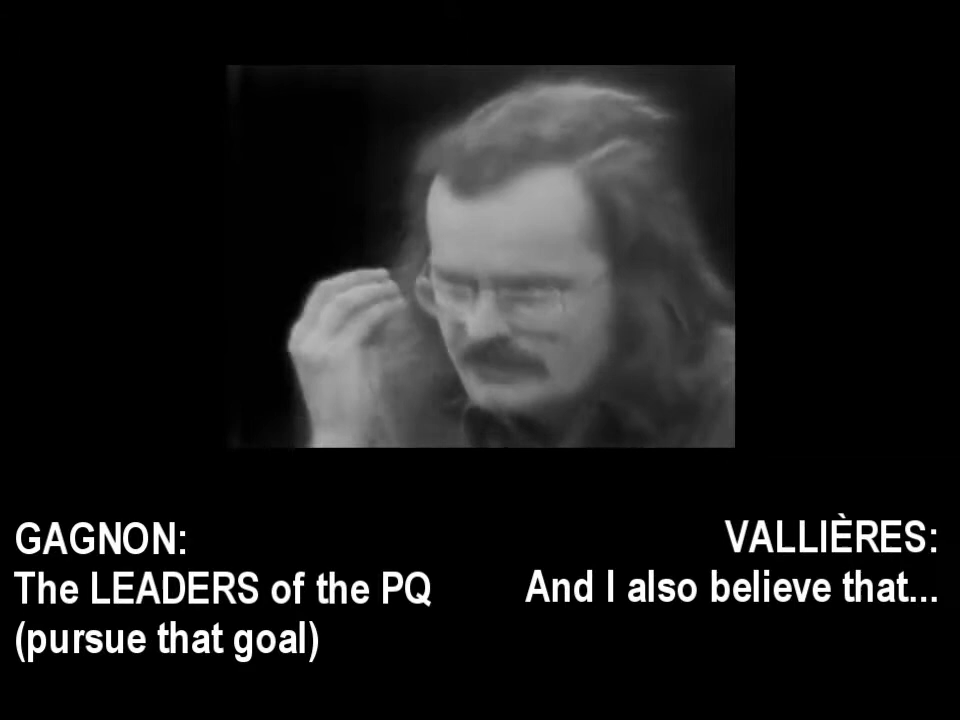 GAGNON:
The LEADERS of the PQ
(pursue that goal)
VALLIÈRES:
And I also believe that...